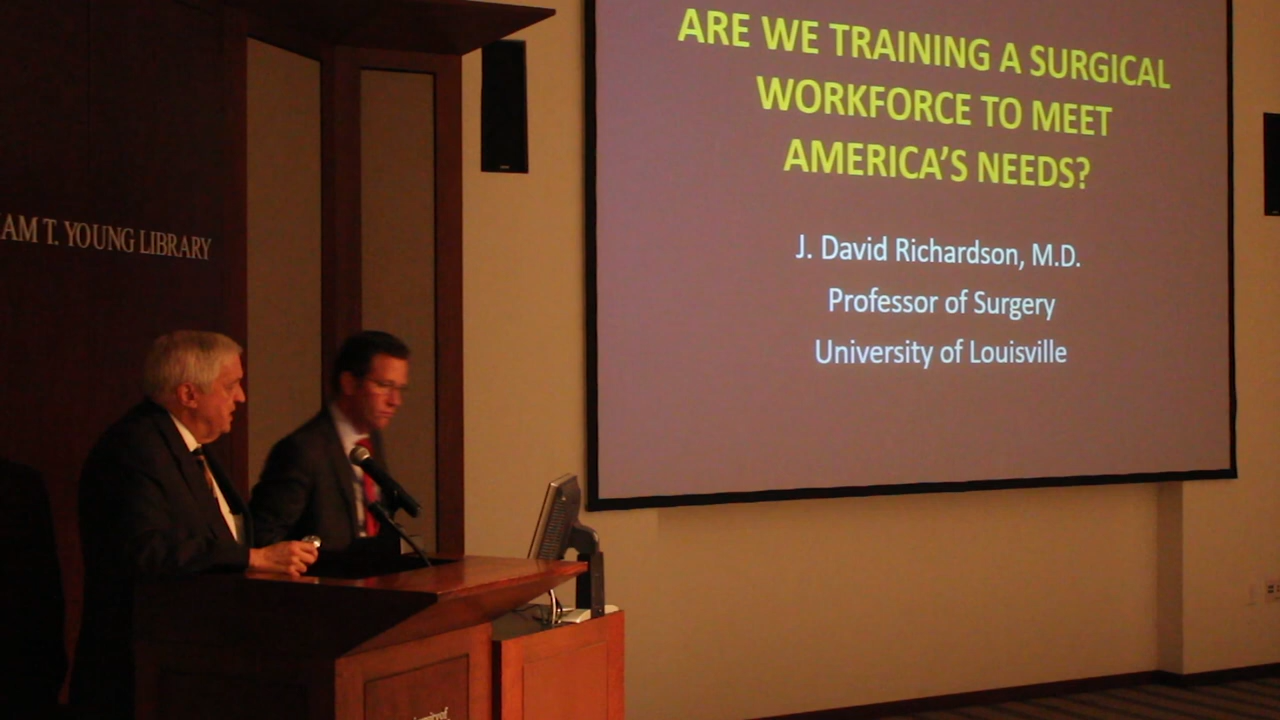 ARE WE TRAINING A SURGICAL
WORKFORCE TO MEET
AMERICA'S NEEDS?
J. David Richardson, M.D.
Professor of Surgery
University of Louisville
AM T. YOUNG LIBRARY